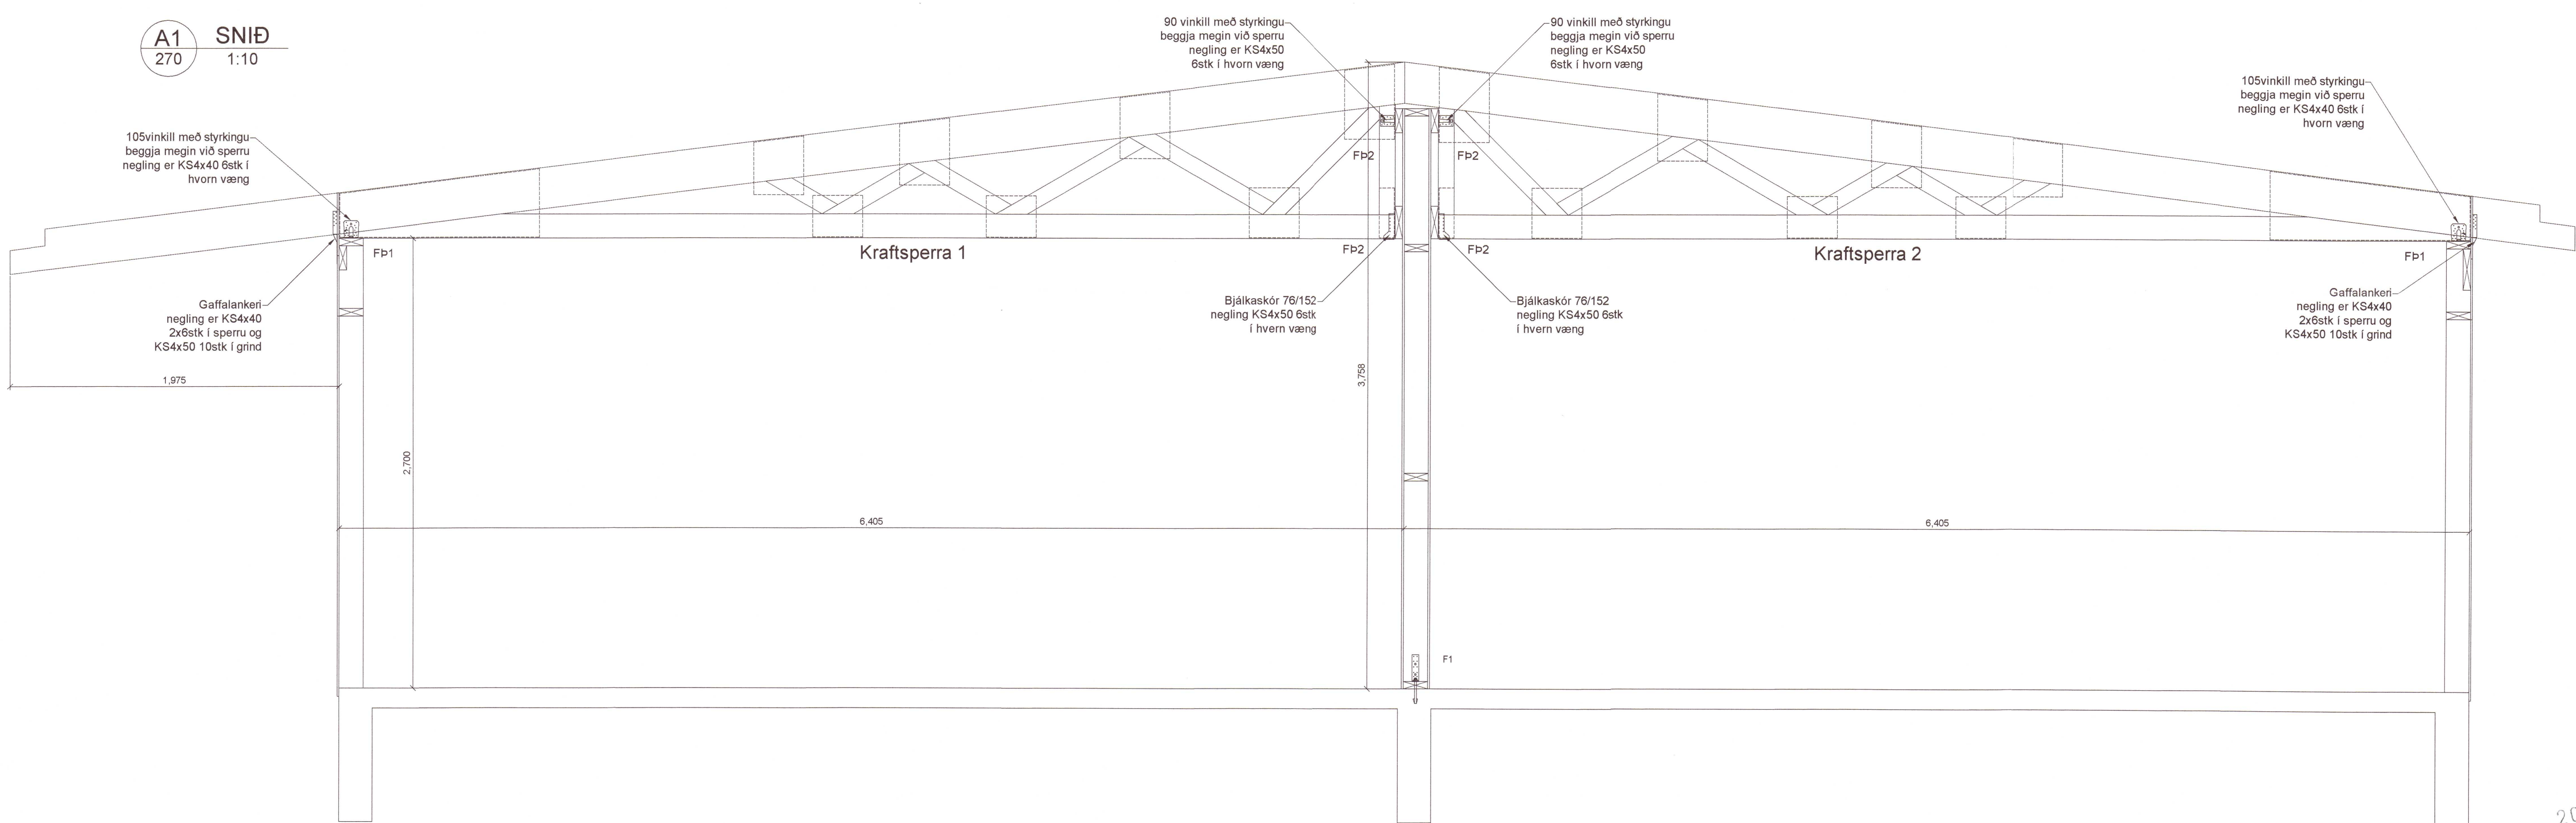 A1
270
SNIÐ
1:10
90 vinkill með styrkingu
beggja megin við sperru
negling er KS4x50
6stk í hvorn væng
90 vinkill með styrkingu
beggja megin við sperru
negling er KS4x50
6stk í hvorn væng
105vinkill með styrkingu
beggja megin við sperru
negling er KS4x40 6stk í
hvorn væng
105vinkill með styrkingu
beggja megin við sperru
negling er KS4x40 6stk í
hvorn væng
FÞ2
FÞ2
FÞ1
Kraftsperra 1
FÞ2
FÞ2
Kraftsperra 2
FÞ1
Gaffalankeri
negling er KS4x40
2x6stk í sperru og
KS4x50 10stk í grind
Bjálkaskór 76/152
negling KS4x50 6stk
í hvern væng
Bjálkaskór 76/152
negling KS4x50 6stk
í hvern væng
Gaffalankeri
negling er KS4x40
2x6stk í sperru og
KS4x50 10stk í grind
1,975
3,758
2,700
6,405
6,405
F1